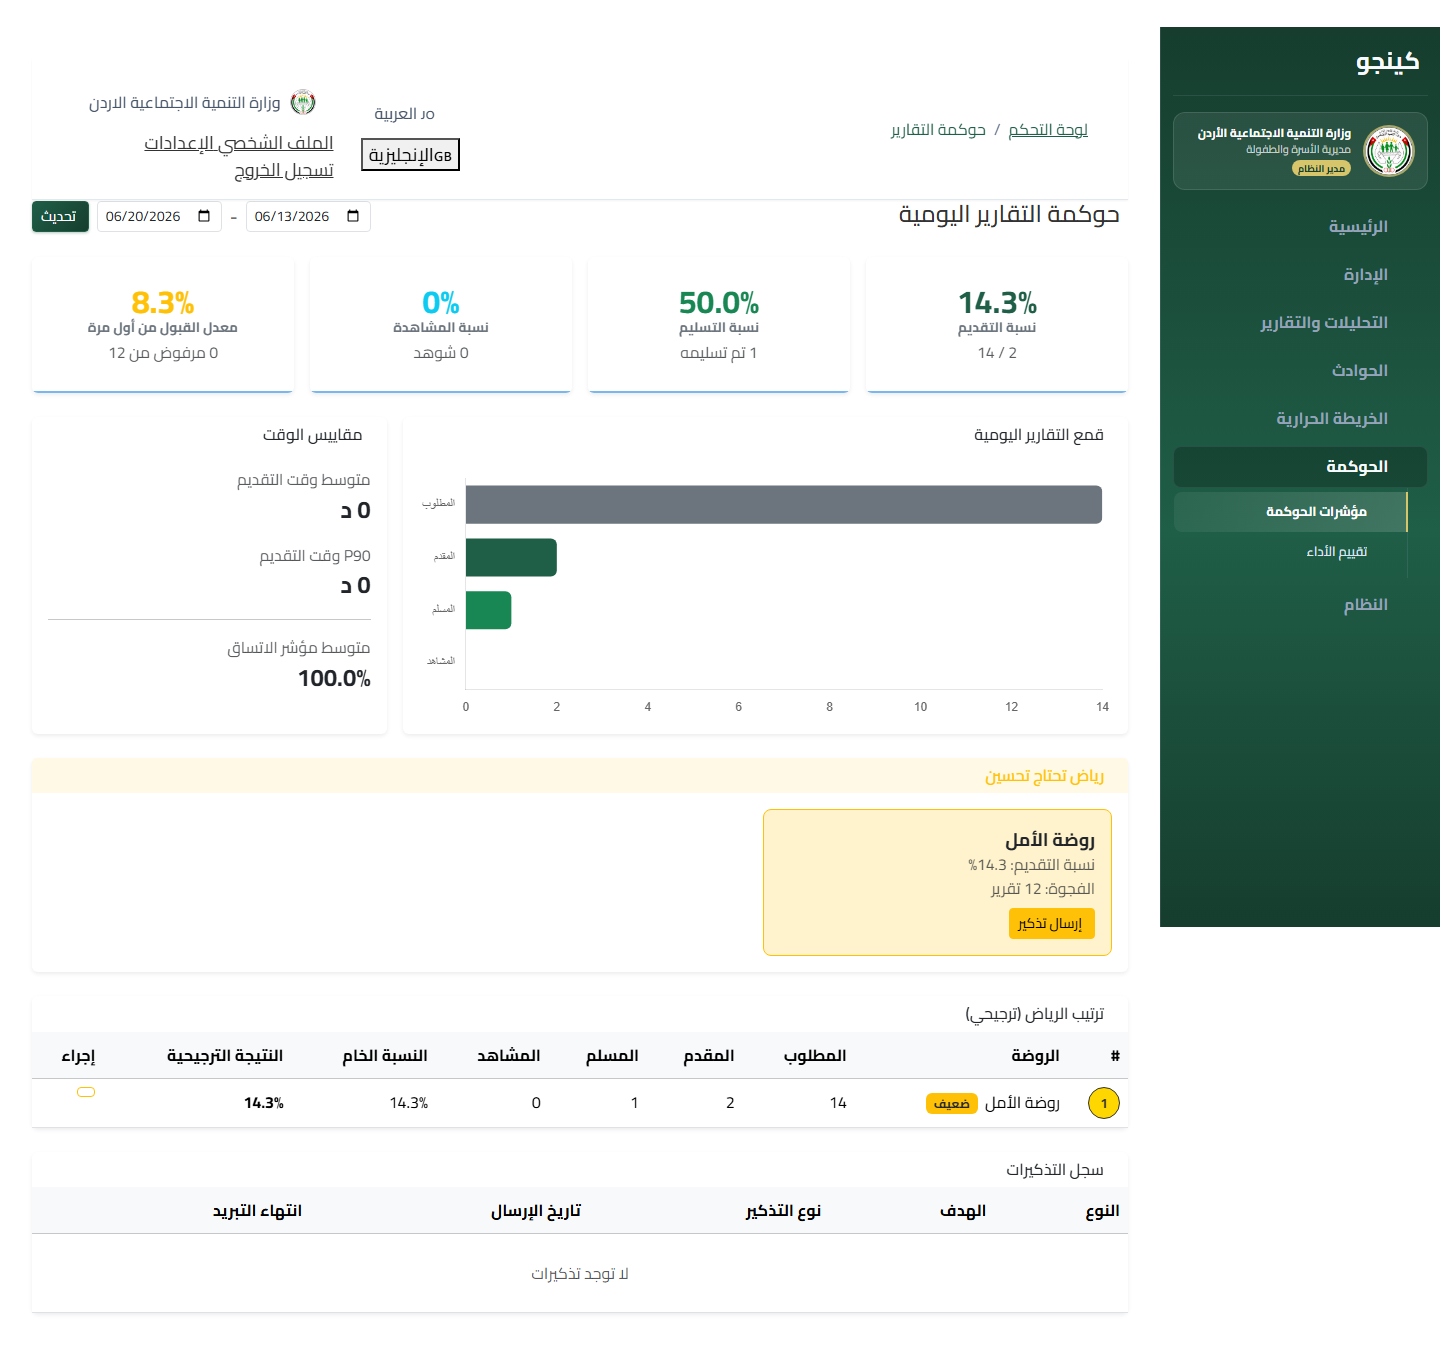 كينجو
وزارة التنمية الاجتماعية الأردن
مديرية الأسرة والطفولة
مدير النظام
الرئيسية
الإدارة
التحليلات والتقارير
الحوادث
الخريطة الحرارية
الحوكمة
مؤشرات الحوكمة
تقييم الأداء
النظام
لوحة التحكم / حوكمة التقارير
JO العربية
GBالإنجليزية
وزارة التنمية الاجتماعية الاردن
الملف الشخصي الإعدادات
تسجيل الخروج
حوكمة التقارير اليومية
06/13/2026 - 06/20/2026 تحديث
14.3%
نسبة التقديم
2 / 14
50.0%
نسبة التسليم
1 تم تسليمه
0%
نسبة المشاهدة
0 شوهد
8.3%
معدل القبول من أول مرة
0 مرفوض من 12
قمع التقارير اليومية
المطلوب
المقدم
المسلم
المشاهد
0 2 4 6 8 10 12 14
مقاييس الوقت
متوسط وقت التقديم
0 د
P90 وقت التقديم
0 د
متوسط مؤشر الاتساق
100.0%
رياض تحتاج تحسين
روضة الأمل
نسبة التقديم: 14.3%
الفجوة: 12 تقرير
إرسال تذكير
ترتيب الرياض (ترجيحي)
# الروضة المطلوب المقدم المسلم المشاهد النسبة الخام النتيجة الترجيحية إجراء
1 روضة الأمل ضعيف 14 2 1 0 14.3% 14.3%
سجل التذكيرات
النوع الهدف نوع التذكير تاريخ الإرسال انتهاء التبريد
لا توجد تذكيرات